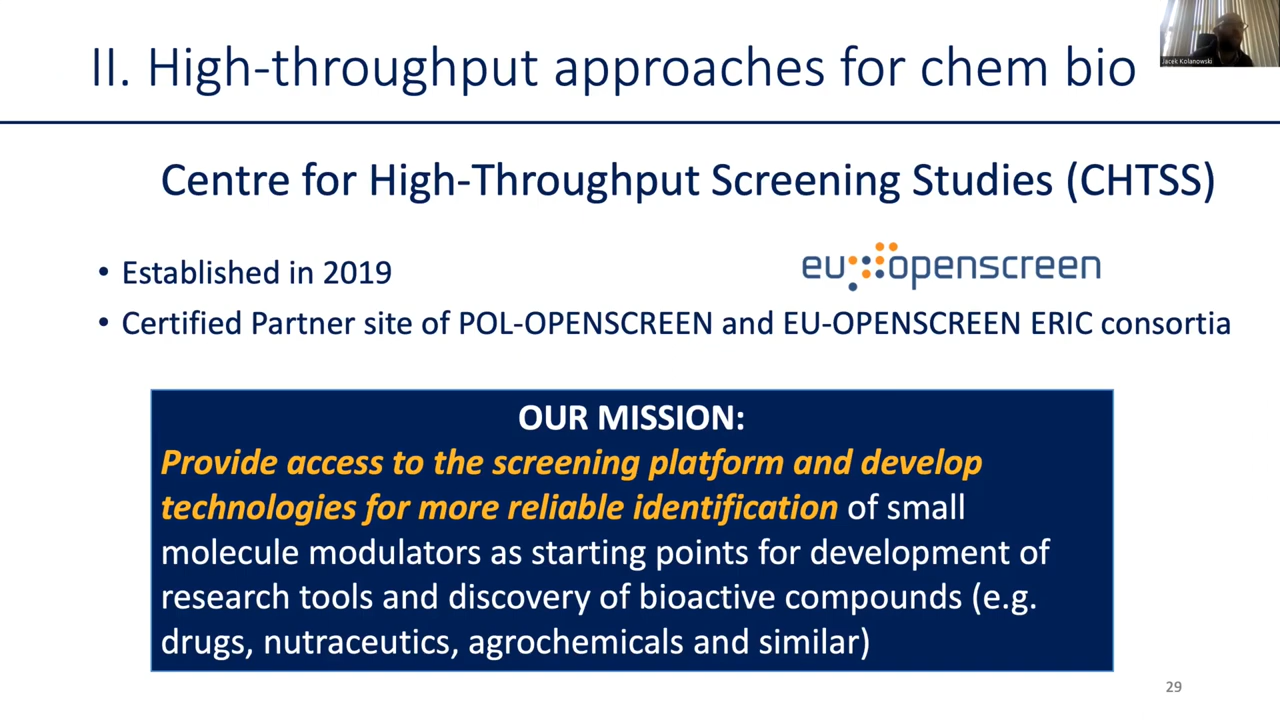 II. High-throughput approaches for chem bio
Jacek Kolanowski
Centre for High-Throughput Screening Studies (CHTSS)
• Established in 2019
eu openscreen
• Certified Partner site of POL-OPENSCREEN and EU-OPENSCREEN ERIC consortia
OUR MISSION:
Provide access to the screening platform and develop
technologies for more reliable identification of small
molecule modulators as starting points for development of
research tools and discovery of bioactive compounds (e.g.
drugs, nutraceutics, agrochemicals and similar)
29